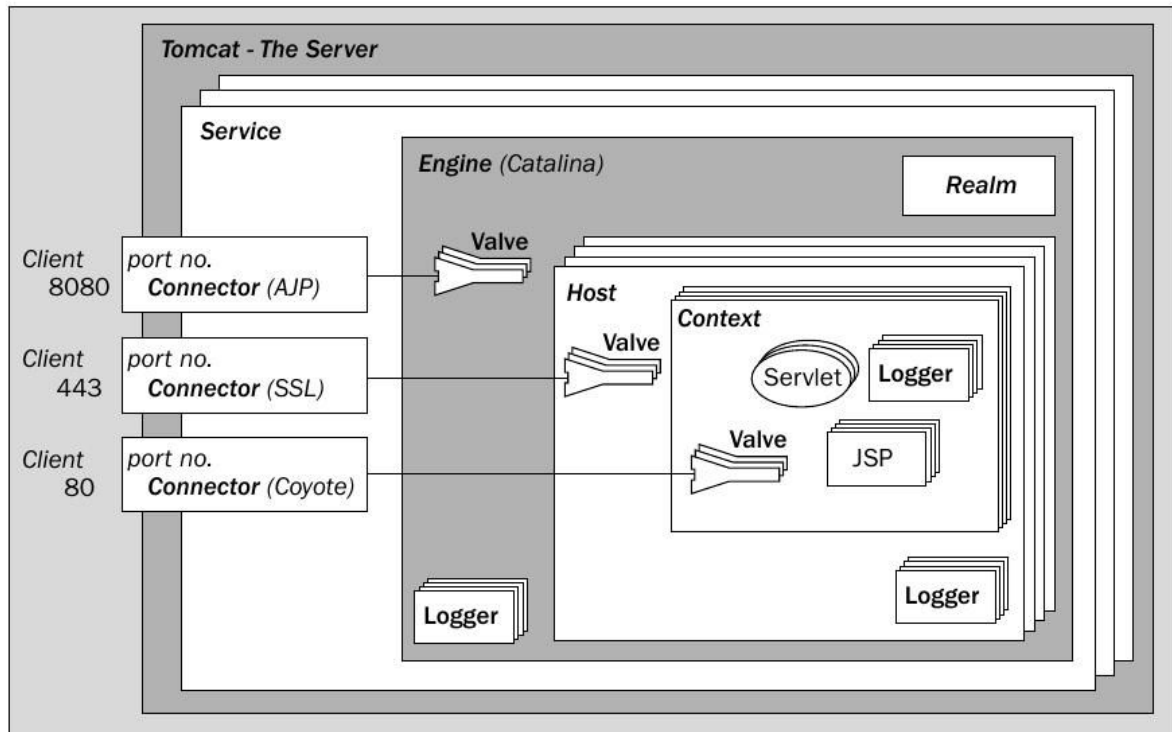 Tomcat - The Server
Service
Engine (Catalina)
Realm
Client
8080
port no.
Connector (AJP)
Valve
Host
Context
Client
443
port no.
Connector (SSL)
Valve
Servlet
Logger
Client
80
port no.
Connector (Coyote)
Valve
JSP
Logger
Logger